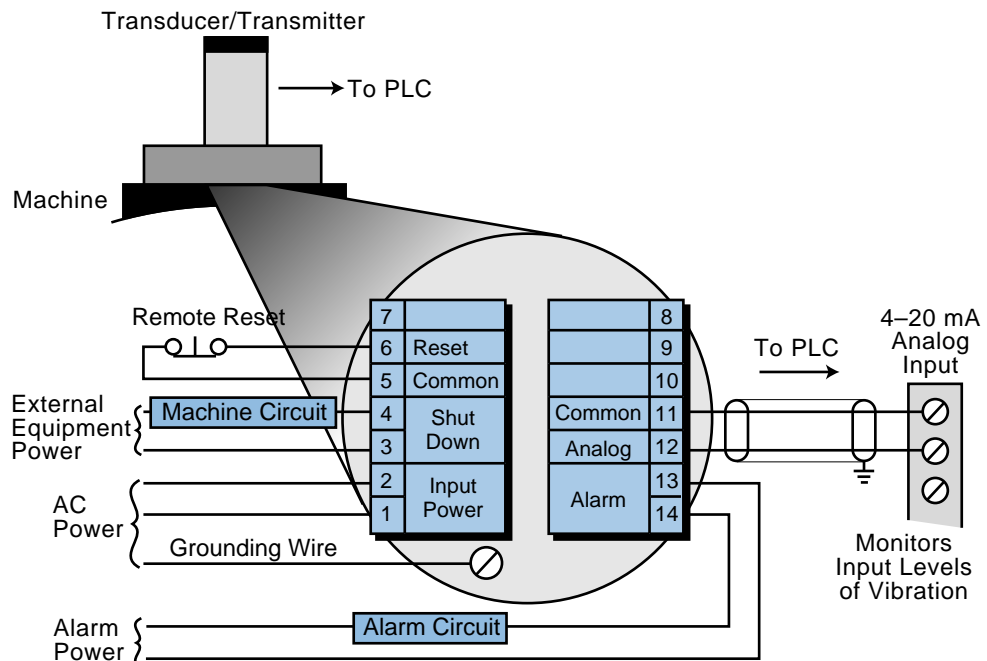 Transducer/Transmitter
To PLC
Machine
Remote Reset
7
6 Reset
5 Common
4
3
Shut
Down
2
1
Input
Power
8
9
10
Common 11
Analog 12
13
14
Alarm
To PLC
4–20 mA
Analog
Input
External
Equipment
Power
Machine Circuit
AC
Power
Grounding Wire
Monitors
Input Levels
of Vibration
Alarm
Power
Alarm Circuit